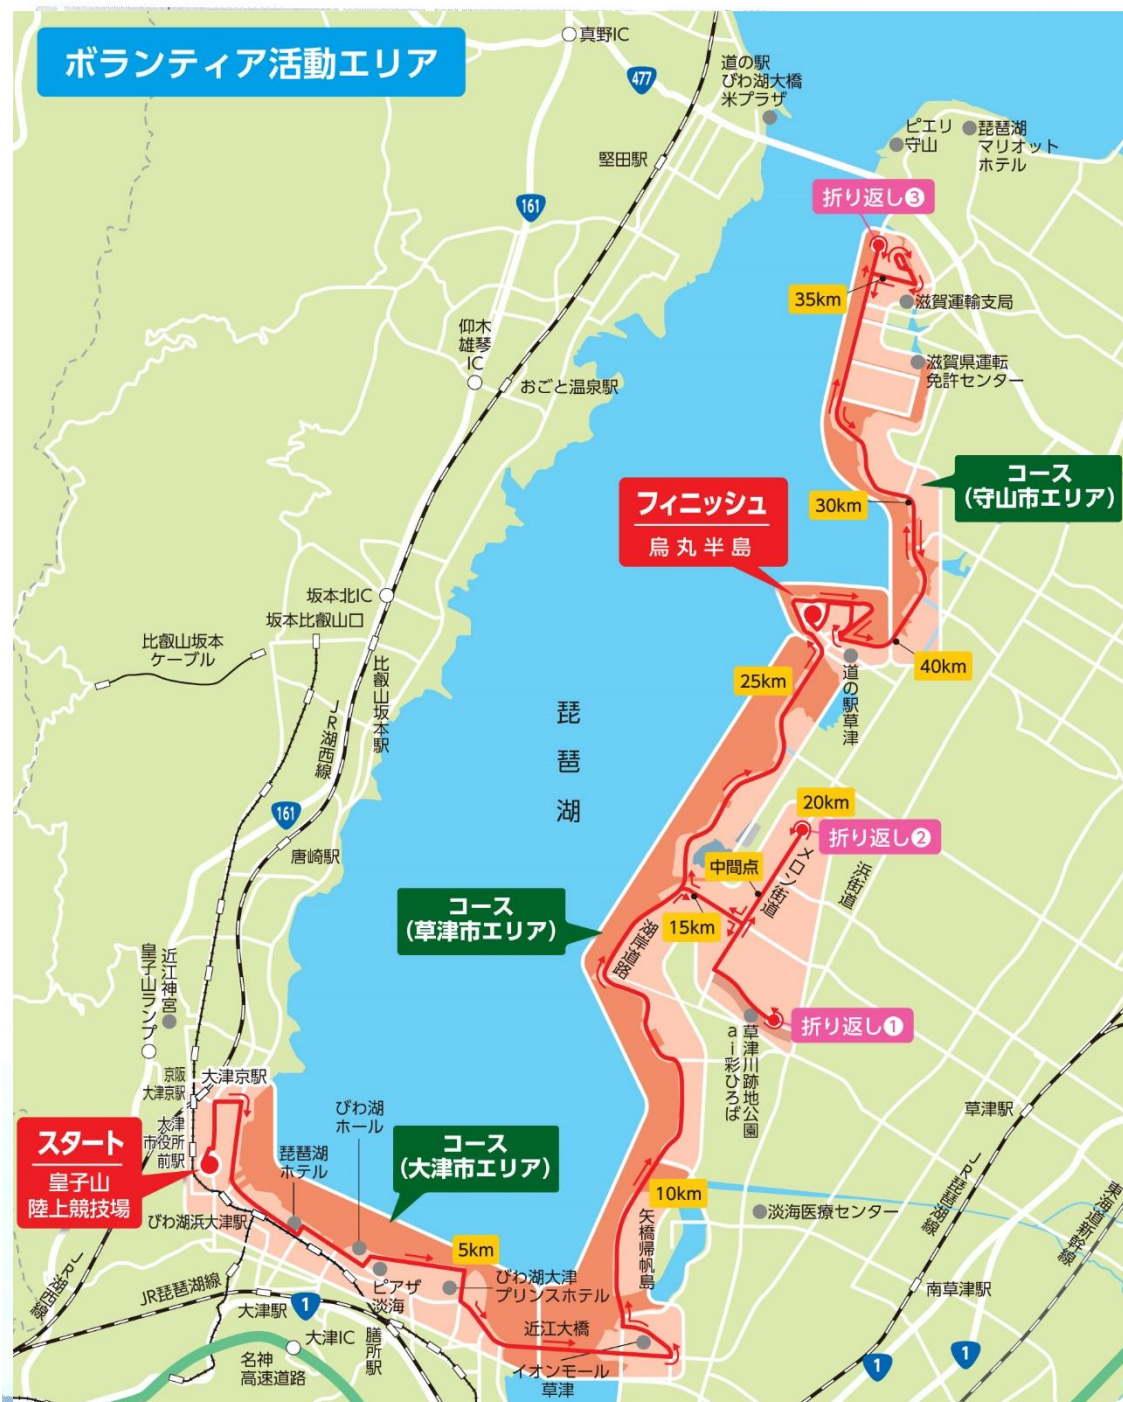 ボランティア活動エリア
真野IC
477
道の駅
びわ湖大橋
米プラザ
ピエリ
守山
琵琶湖
マリオット
ホテル
堅田駅
161
折り返し❸
35km
滋賀運輸支局
仰木
雄琴
IC
おごと温泉駅
滋賀県運転
免許センター
コース
(守山市エリア)
30km
フィニッシュ
烏丸半島
坂本北IC
坂本比叡山口
比叡山坂本
ケーブル
比叡山坂本駅
JR湖西線
25km
40km
道の駅草津
琵琶湖
161
唐崎駅
20km
折り返し❷
中間点
メロン街道
浜街道
コース
(草津市エリア)
15km
湖岸道路
折り返し❶
草津川跡地公園
ai彩ひろば
近江神宮
皇子山ランプ
京阪
大津京駅
大津京駅
大津
市役所
前駅
スタート
皇子山
陸上競技場
びわ湖
ホール
琵琶湖
ホテル
コース
(大津市エリア)
草津駅
JR琵琶湖線
東海道新幹線
10km
矢橋帰帆島
淡海医療センター
びわ湖浜大津駅
5km
ピアザ
淡海
びわ湖大津
プリンスホテル
JR湖西線
JR琵琶湖線
大津駅
1
大津IC
膳所駅
名神
高速道路
近江大橋
イオンモール
草津
南草津駅
1
1